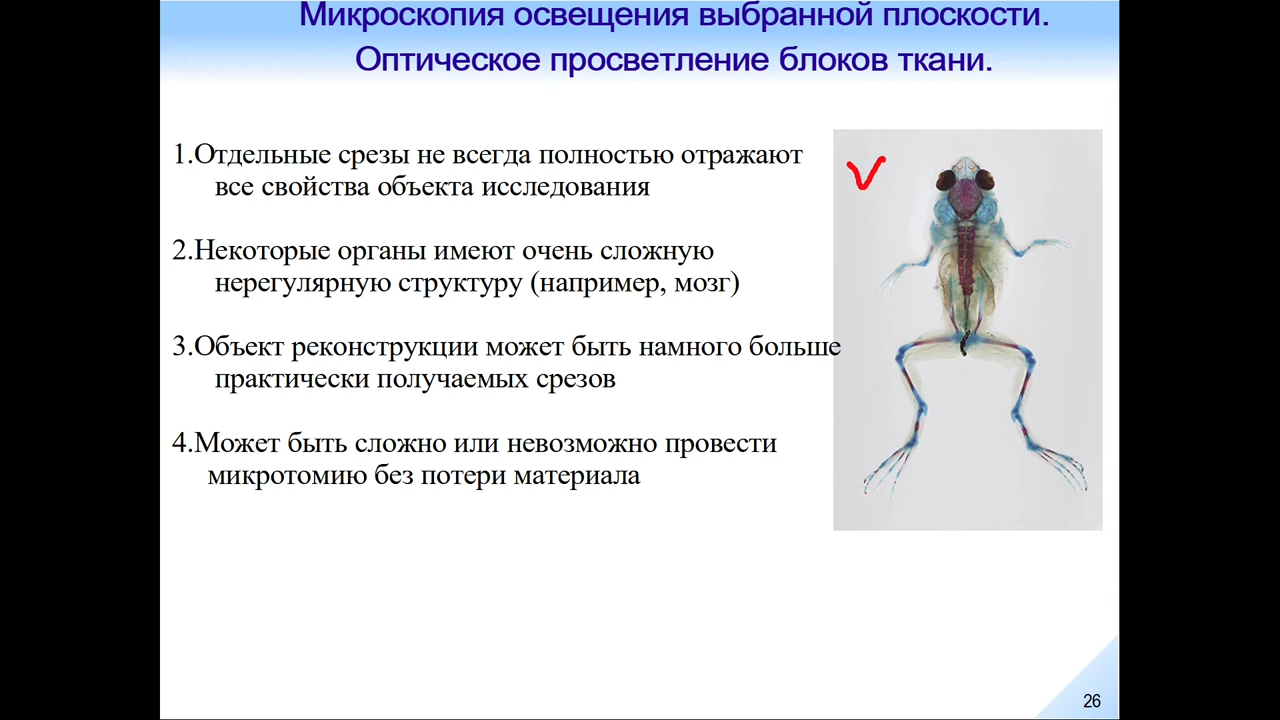 Микроскопия освещения выбранной плоскости.
Оптическое просветление блоков ткани.
1.Отдельные срезы не всегда полностью отражают
все свойства объекта исследования
2.Некоторые органы имеют очень сложную
нерегулярную структуру (например, мозг)
3.Объект реконструкции может быть намного больше
практически получаемых срезов
4.Может быть сложно или невозможно провести
микротомию без потери материала
26